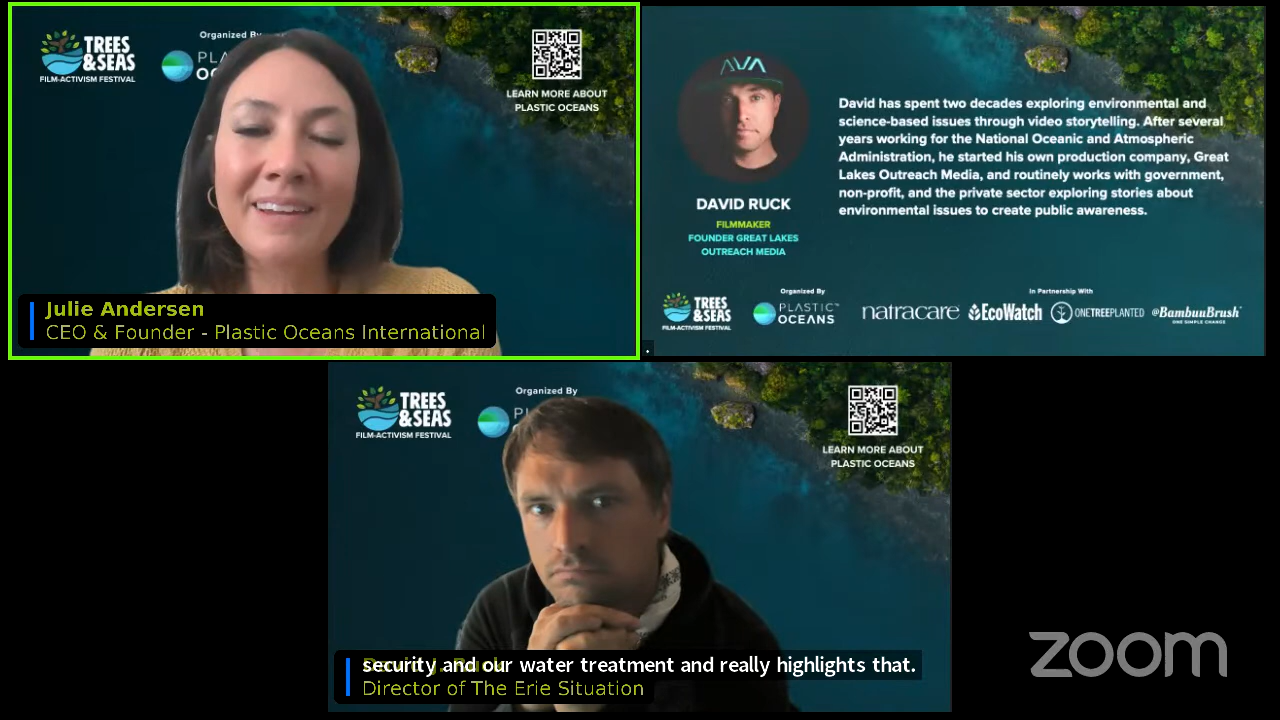 TREES
&SEAS
FILM-ACTIVISM FESTIVAL
Organized By
LEARN MORE ABOUT
PLASTIC OCEANS
Julie Andersen
CEO & Founder - Plastic Oceans International
AVA
DAVID RUCK
FILMMAKER
FOUNDER GREAT LAKES
OUTREACH MEDIA
David has spent two decades exploring environmental and
science-based issues through video storytelling. After several
years working for the National Oceanic and Atmospheric
Administration, he started his own production company, Great
Lakes Outreach Media, and routinely works with government,
non-profit, and the private sector exploring stories about
environmental issues to create public awareness.
TREES
&SEAS
FILM-ACTIVISM FESTIVAL
Organized By
PLASTIC™
OCEANS
In Partnership With
natracare
EcoWatch
ONETREEPLANTED
@BambuuBrush
ONE SIMPLE CHANGE
TREES
&SEAS
FILM-ACTIVISM FESTIVAL
Organized By
LEARN MORE ABOUT
PLASTIC OCEANS
security and our water treatment and really highlights that.
Director of The Erie Situation
zoom